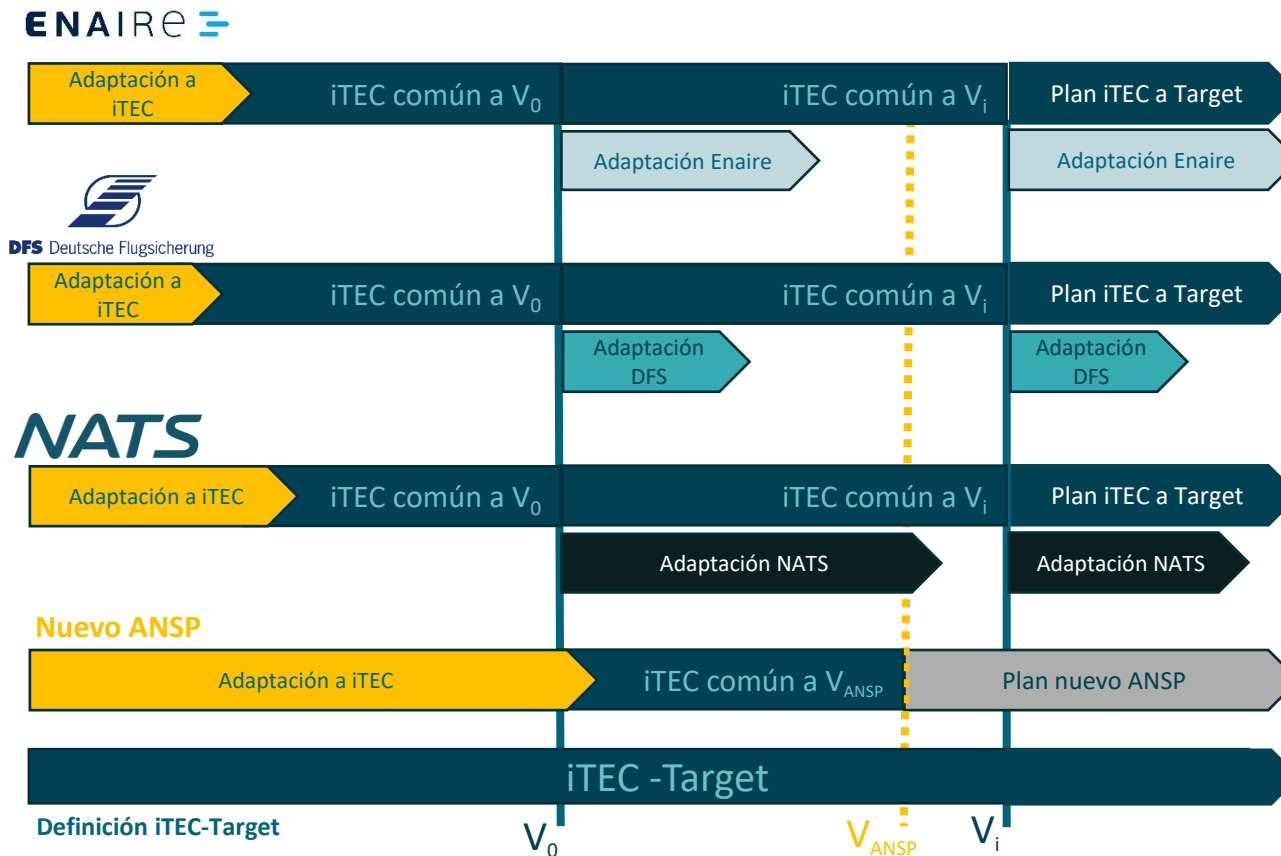 ENAIRe
Adaptación a
iTEC
iTEC común a V0
iTEC común a Vi
Plan iTEC a Target
Adaptación Enaire
Adaptación Enaire
DFS Deutsche Flugsicherung
Adaptación a
iTEC
iTEC común a V0
iTEC común a Vi
Plan iTEC a Target
Adaptación
DFS
Adaptación
DFS
NATS
Adaptación a iTEC
iTEC común a V0
iTEC común a Vi
Plan iTEC a Target
Adaptación NATS
Adaptación NATS
Nuevo ANSP
Adaptación a iTEC
iTEC común a VANSP
Plan nuevo ANSP
iTEC -Target
Definición iTEC-Target
V0
VANSP
Vi